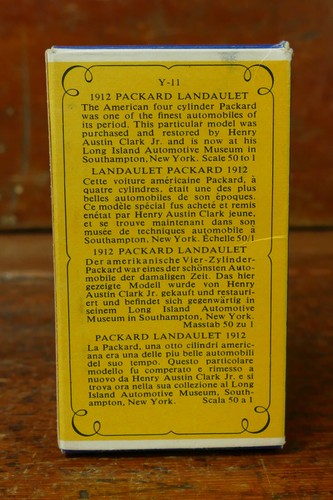 Y-11
1912 PACKARD LANDAULET
The American four cylinder Packard
was one of the finest automobiles of
its period. This particular model was
purchased and restored by Henry
Austin Clark Jr. and is now at his
Long Island Automotive Museum in
Southampton, New York. Scale 50 to 1
LANDAULET PACKARD 1912
Cette voiture américaine Packard, à
quatre cylindres, était une des plus
belles automobiles de son époques.
Ce modèle spécial fus acheté et remis
enétat par Henry Austin Clark jeune,
et se trouve maintenant dans son
musée de techniques automobile à
Southampton, New York. Échelle 50/1
1912 PACKARD LANDAULET
Der amerikanische Vier-Zylinder-
Packard war eines der schönsten Auto-
mobile der damaligen Zeit. Das hier
gezeigte Modell wurde von Henry
Austin Clark Jr. gekauft und restauri-
ert und befindet sich gegenwärtig in
seinem Long Island Automotive
Museum in Southampton, New York.
Masstab 50 zu 1
PACKARD LANDAULET 1912
La Packard, una otto cilindri americ-
ana era una delle piu belle automobili
del suo tempo. Questo particolare
modello fu comperato e rimesso a
nuovo da Henry Austin Clark Jr. e si
trova ora nella sua collezione al Long
Island Automotive Museum, South-
ampton, New York. Scala 50 a 1